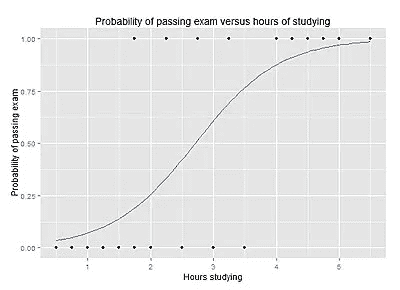 Probability of passing exam versus hours of studying
1.00
0.75
0.50
0.25
0.00
Probability of passing exam
1 2 3 4 5
Hours studying